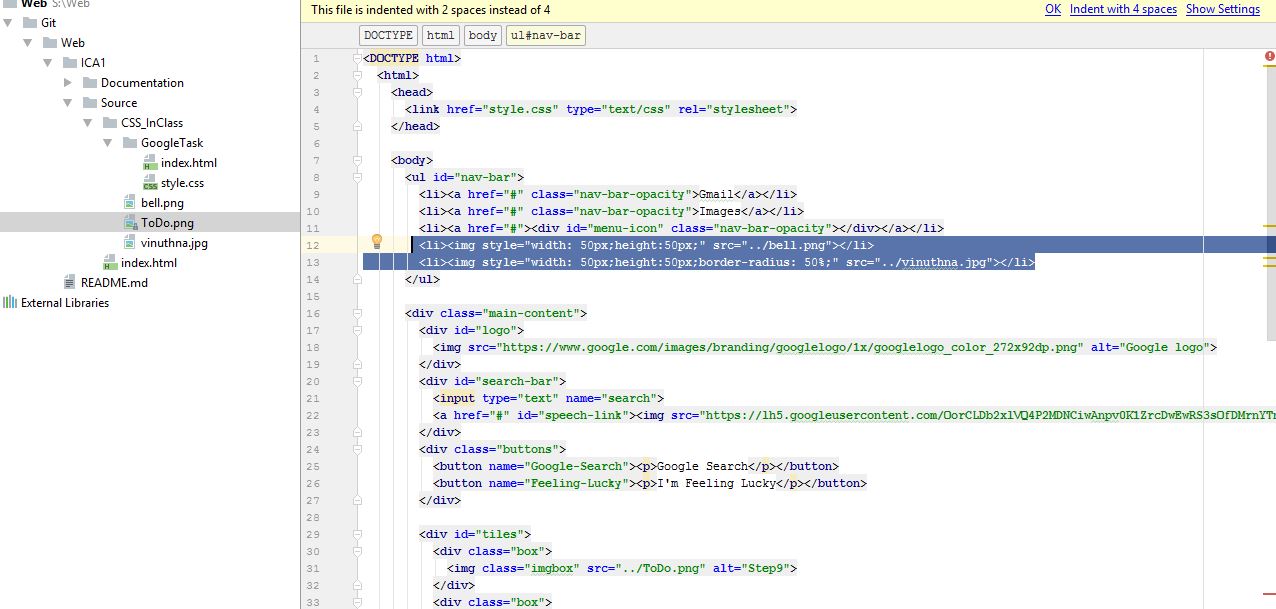 Web S:\Web
Git
Web
ICA1
Documentation
Source
CSS_InClass
GoogleTask
index.html
style.css
bell.png
ToDo.png
vinuthna.jpg
index.html
README.md
External Libraries
This file is indented with 2 spaces instead of 4 OK Indent with 4 spaces Show Settings
DOCTYPE html body ul#nav-bar
1 <DOCTYPE html>
2 <html>
3 <head>
4 <link href="style.css" type="text/css" rel="stylesheet">
5 </head>
6
7 <body>
8 <ul id="nav-bar">
9 <li><a href="#" class="nav-bar-opacity">Gmail</a></li>
10 <li><a href="#" class="nav-bar-opacity">Images</a></li>
11 <li><a href="#"><div id="menu-icon" class="nav-bar-opacity"></div></a></li>
12 <li><img style="width: 50px;height:50px;" src="../bell.png"></li>
13 <li><img style="width: 50px;height:50px;border-radius: 50%;" src="../vinuthna.jpg"></li>
14 </ul>
15
16 <div class="main-content">
17 <div id="logo">
18 <img src="https://www.google.com/images/branding/googlelogo/1x/googlelogo_color_272x92dp.png" alt="Google logo">
19 </div>
20 <div id="search-bar">
21 <input type="text" name="search">
22 <a href="#" id="speech-link"><img src="https://lh5.googleusercontent.com/
23 </div>
24 <div class="buttons">
25 <button name="Google-Search"><p>Google Search</p></button>
26 <button name="Feeling-Lucky"><p>I'm Feeling Lucky</p></button>
27 </div>
28
29 <div id="tiles">
30 <div class="box">
31 <img class="imgbox" src="../ToDo.png" alt="Step9">
32 </div>
33 <div class="box">